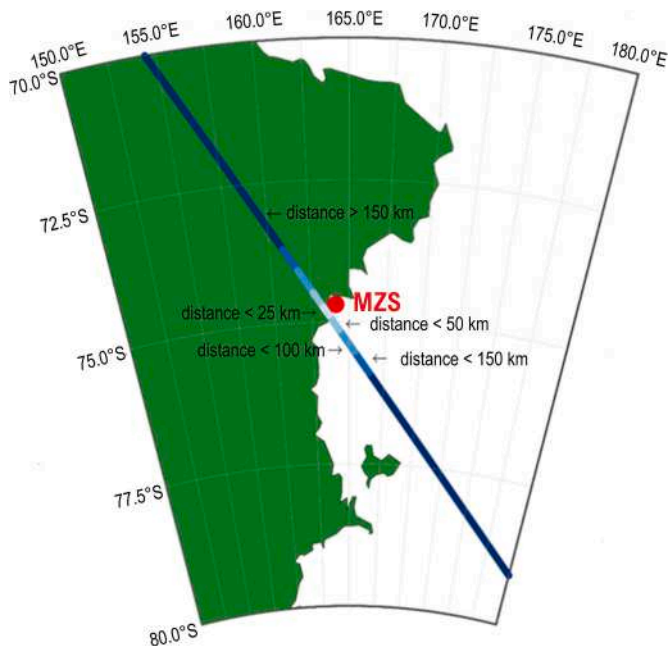 150.0°E
155.0°E
160.0°E
165.0°E
170.0°E
175.0°E
180.0°E
70.0°S
72.5°S
← distance > 150 km
MZS
distance < 25 km→
← distance < 50 km
75.0°S
distance < 100 km→
← distance < 150 km
77.5°S
80.0°S